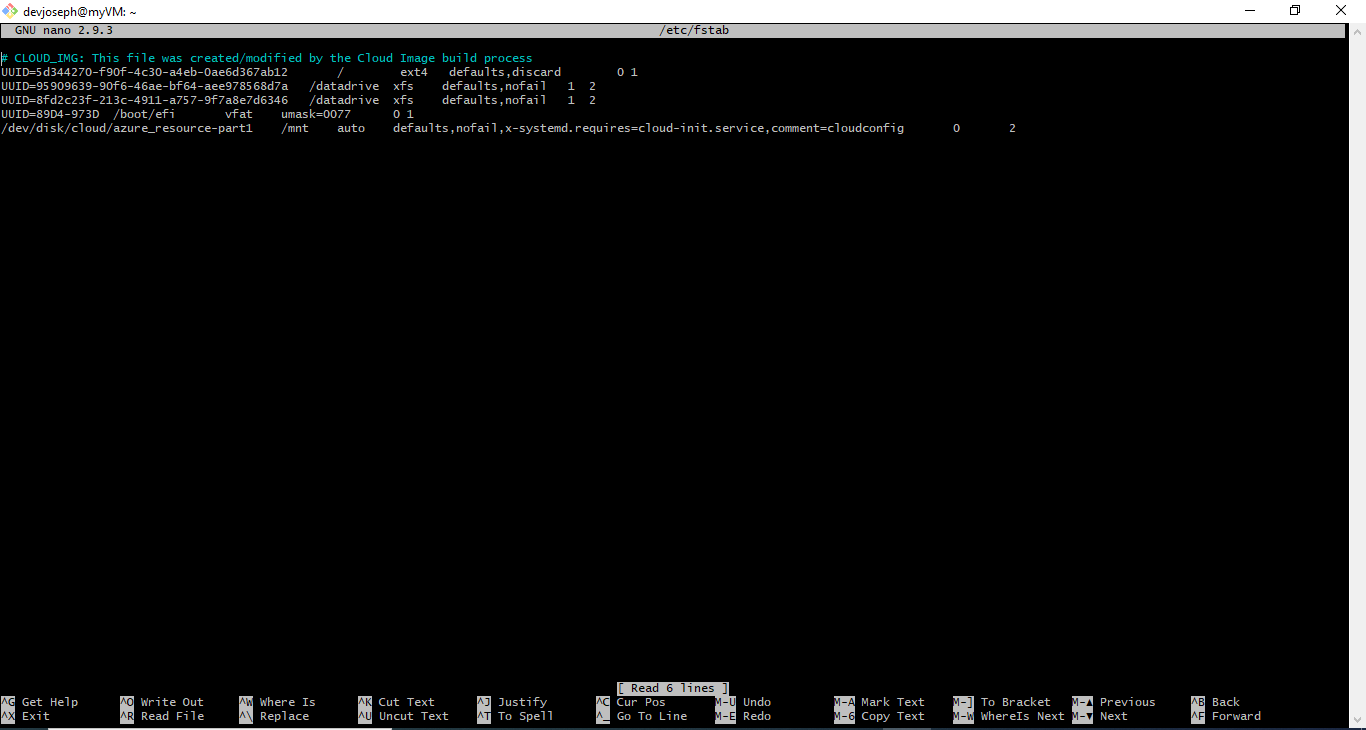 devjoseph@myVM: ~
GNU nano 2.9.3 /etc/fstab
# CLOUD_IMG: This file was created/modified by the Cloud Image build process
UUID=5d344270-f90f-4c30-a4eb-0ae6d367ab12 / ext4 defaults,discard 0 1
UUID=95909639-90f6-46ae-bf64-aee978568d7a /datadrive xfs defaults,nofail 1 2
UUID=8fd2c23f-213c-4911-a757-9f7a8e7d6346 /datadrive xfs defaults,nofail 1 2
UUID=89D4-973D /boot/efi vfat umask=0077 0 1
/dev/disk/cloud/azure_resource-part1 /mnt auto defaults,nofail,x-systemd.requires=cloud-init.service,comment=cloudconfig 0 2
[ Read 6 lines ]
^G Get Help ^O Write Out ^W Where Is ^K Cut Text ^J Justify ^C Cur Pos M-U Undo M-A Mark Text M-] To Bracket M-▲ Previous ^B Back
^X Exit ^R Read File ^\ Replace ^U Uncut Text ^T To Spell ^_ Go To Line M-E Redo M-6 Copy Text M-W WhereIs Next M-▼ Next ^F Forward